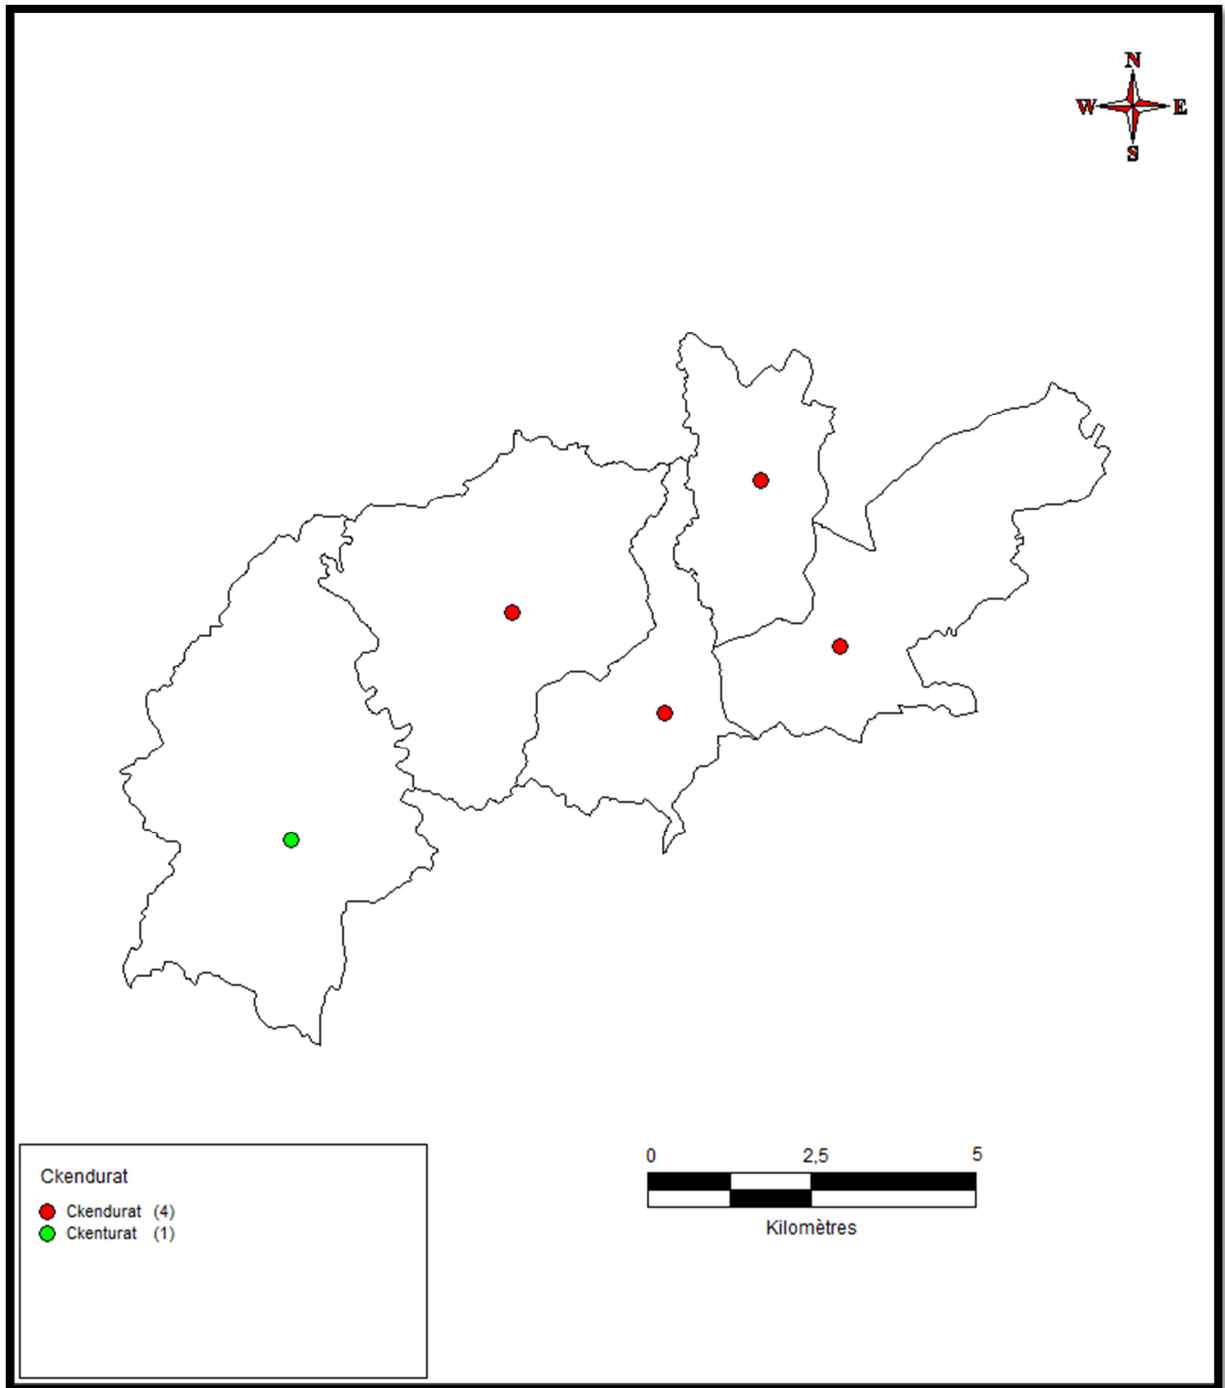 N
W E
S
Ckendurat
Ckendurat (4)
Ckenturat (1)
0 2,5 5
Kilomètres